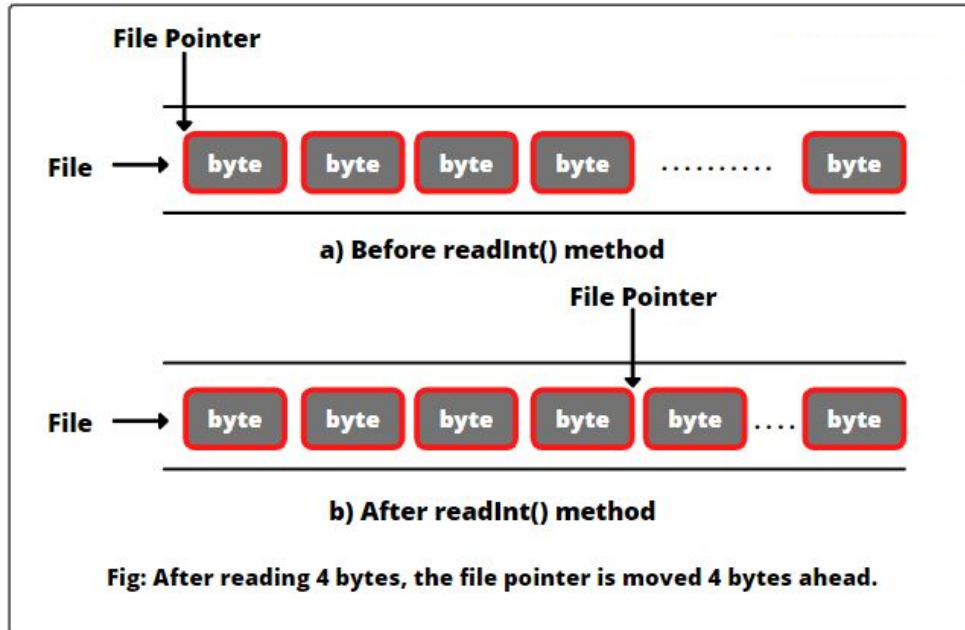 File Pointer
File byte byte byte byte .......... byte
a) Before readInt() method
File Pointer
File byte byte byte byte byte .... byte
b) After readInt() method
Fig: After reading 4 bytes, the file pointer is moved 4 bytes ahead.